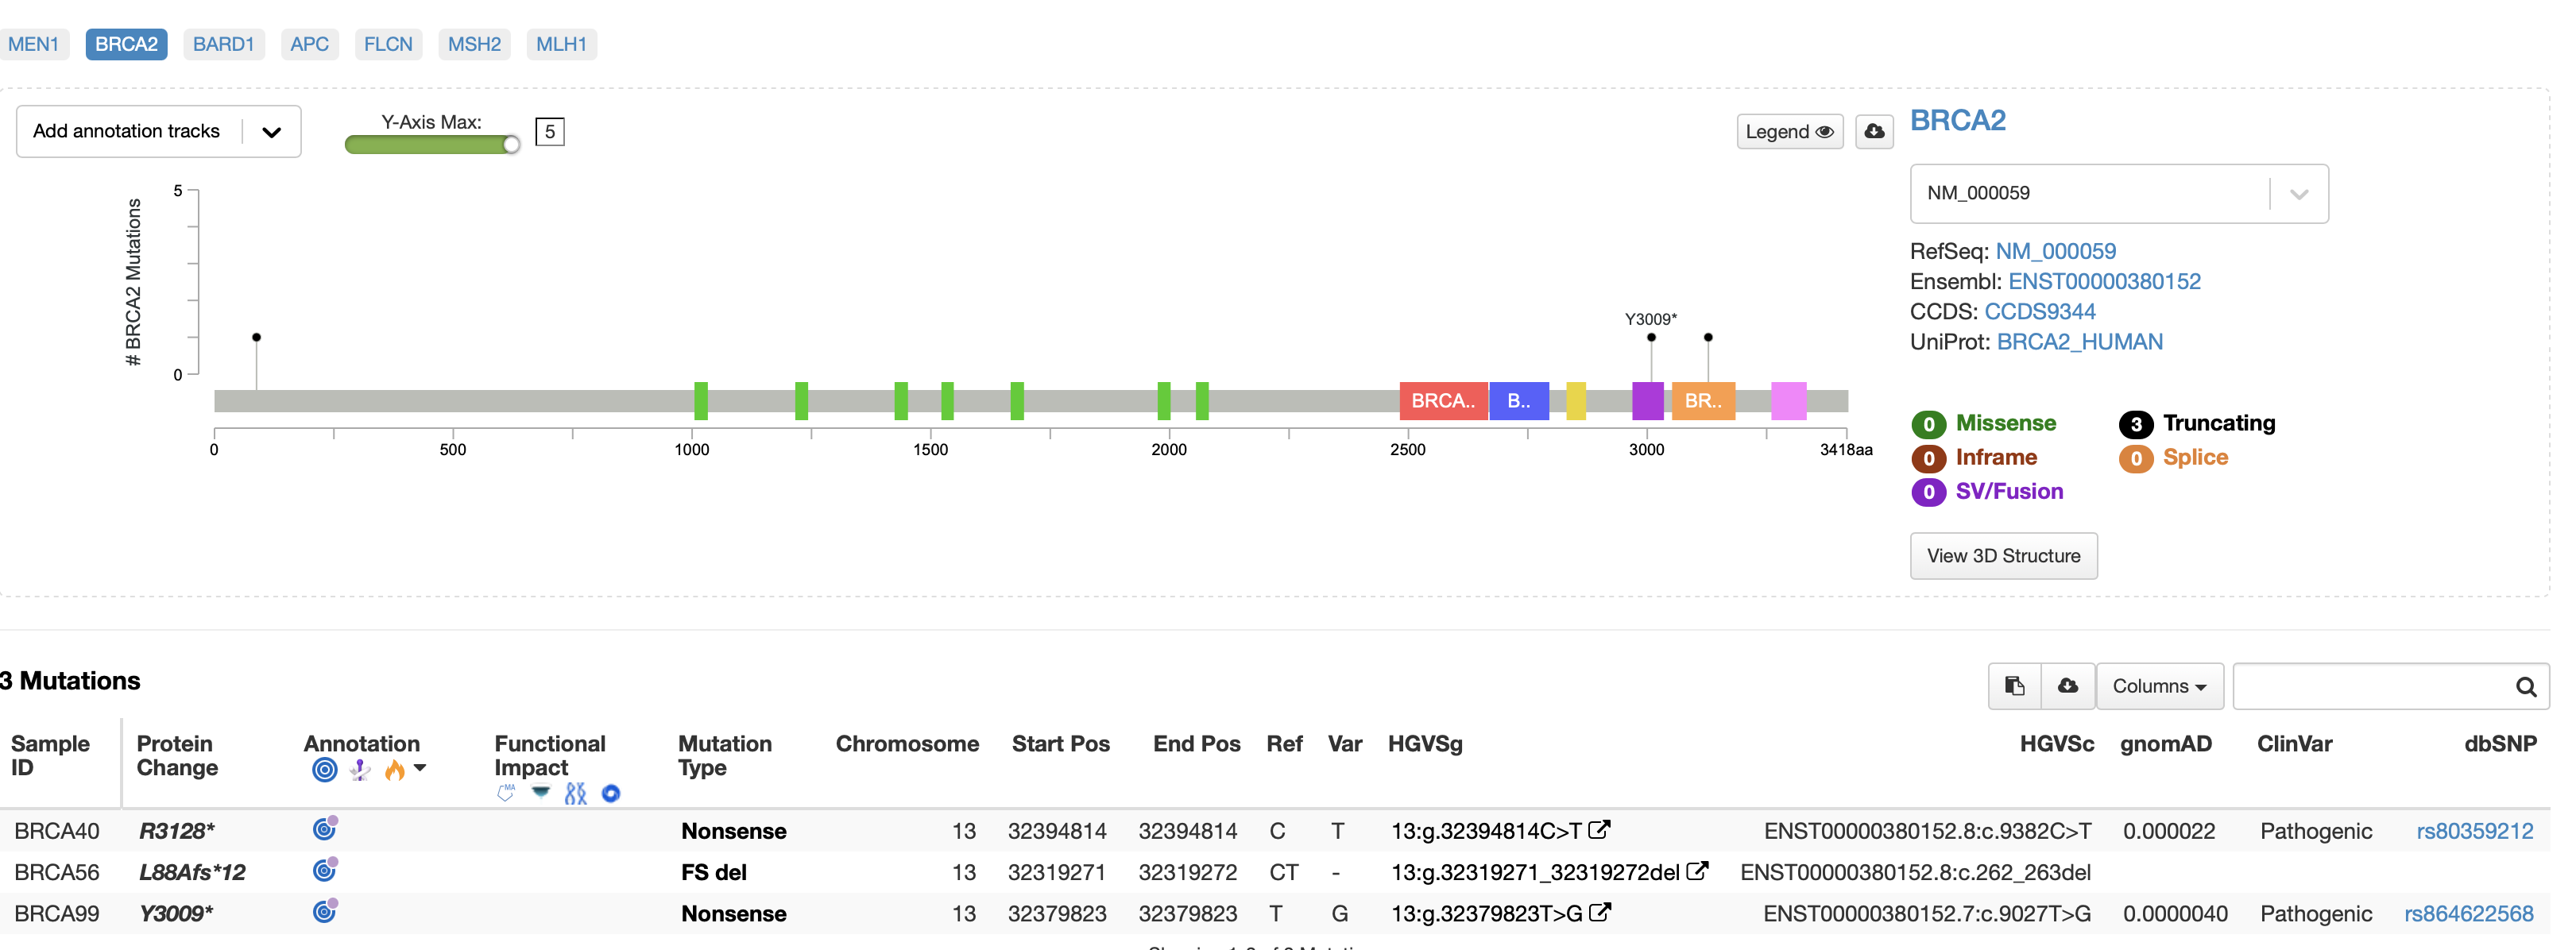 MEN1 BRCA2 BARD1 APC FLCN MSH2 MLH1
Add annotation tracks
Y-Axis Max: 5
Legend
BRCA2
NM_000059
RefSeq: NM_000059
Ensembl: ENST00000380152
CCDS: CCDS9344
UniProt: BRCA2_HUMAN
# BRCA2 Mutations
5
0
Y3009*
BRCA.. B.. BR..
0 500 1000 1500 2000 2500 3000 3418aa
0 Missense 3 Truncating
0 Inframe 0 Splice
0 SV/Fusion
View 3D Structure
3 Mutations
Columns
Sample ID Protein Change Annotation Functional Impact Mutation Type Chromosome Start Pos End Pos Ref Var HGVSg HGVSc gnomAD ClinVar dbSNP
MA
BRCA40 R3128* Nonsense 13 32394814 32394814 C T 13:g.32394814C>T ENST00000380152.8:c.9382C>T 0.000022 Pathogenic rs80359212
BRCA56 L88Afs*12 FS del 13 32319271 32319272 CT - 13:g.32319271_32319272del ENST00000380152.8:c.262_263del
BRCA99 Y3009* Nonsense 13 32379823 32379823 T G 13:g.32379823T>G ENST00000380152.7:c.9027T>G 0.0000040 Pathogenic rs864622568